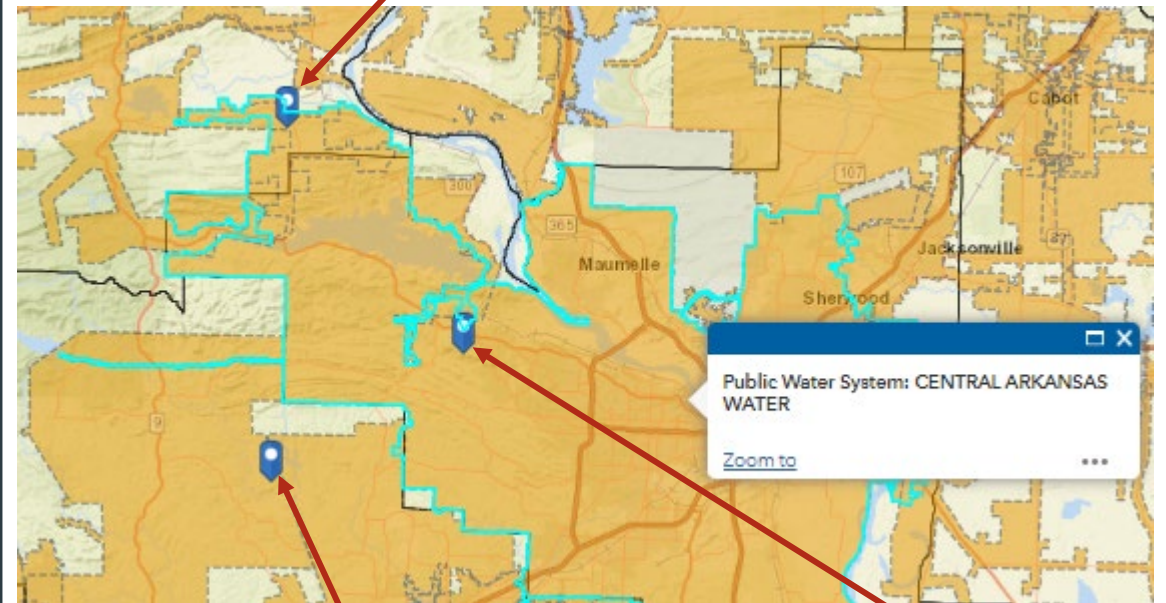 Cabot
107
300
365
67
Jacksonville
Maumelle
Sherwood
Public Water System: CENTRAL ARKANSAS
WATER
9
Zoom to